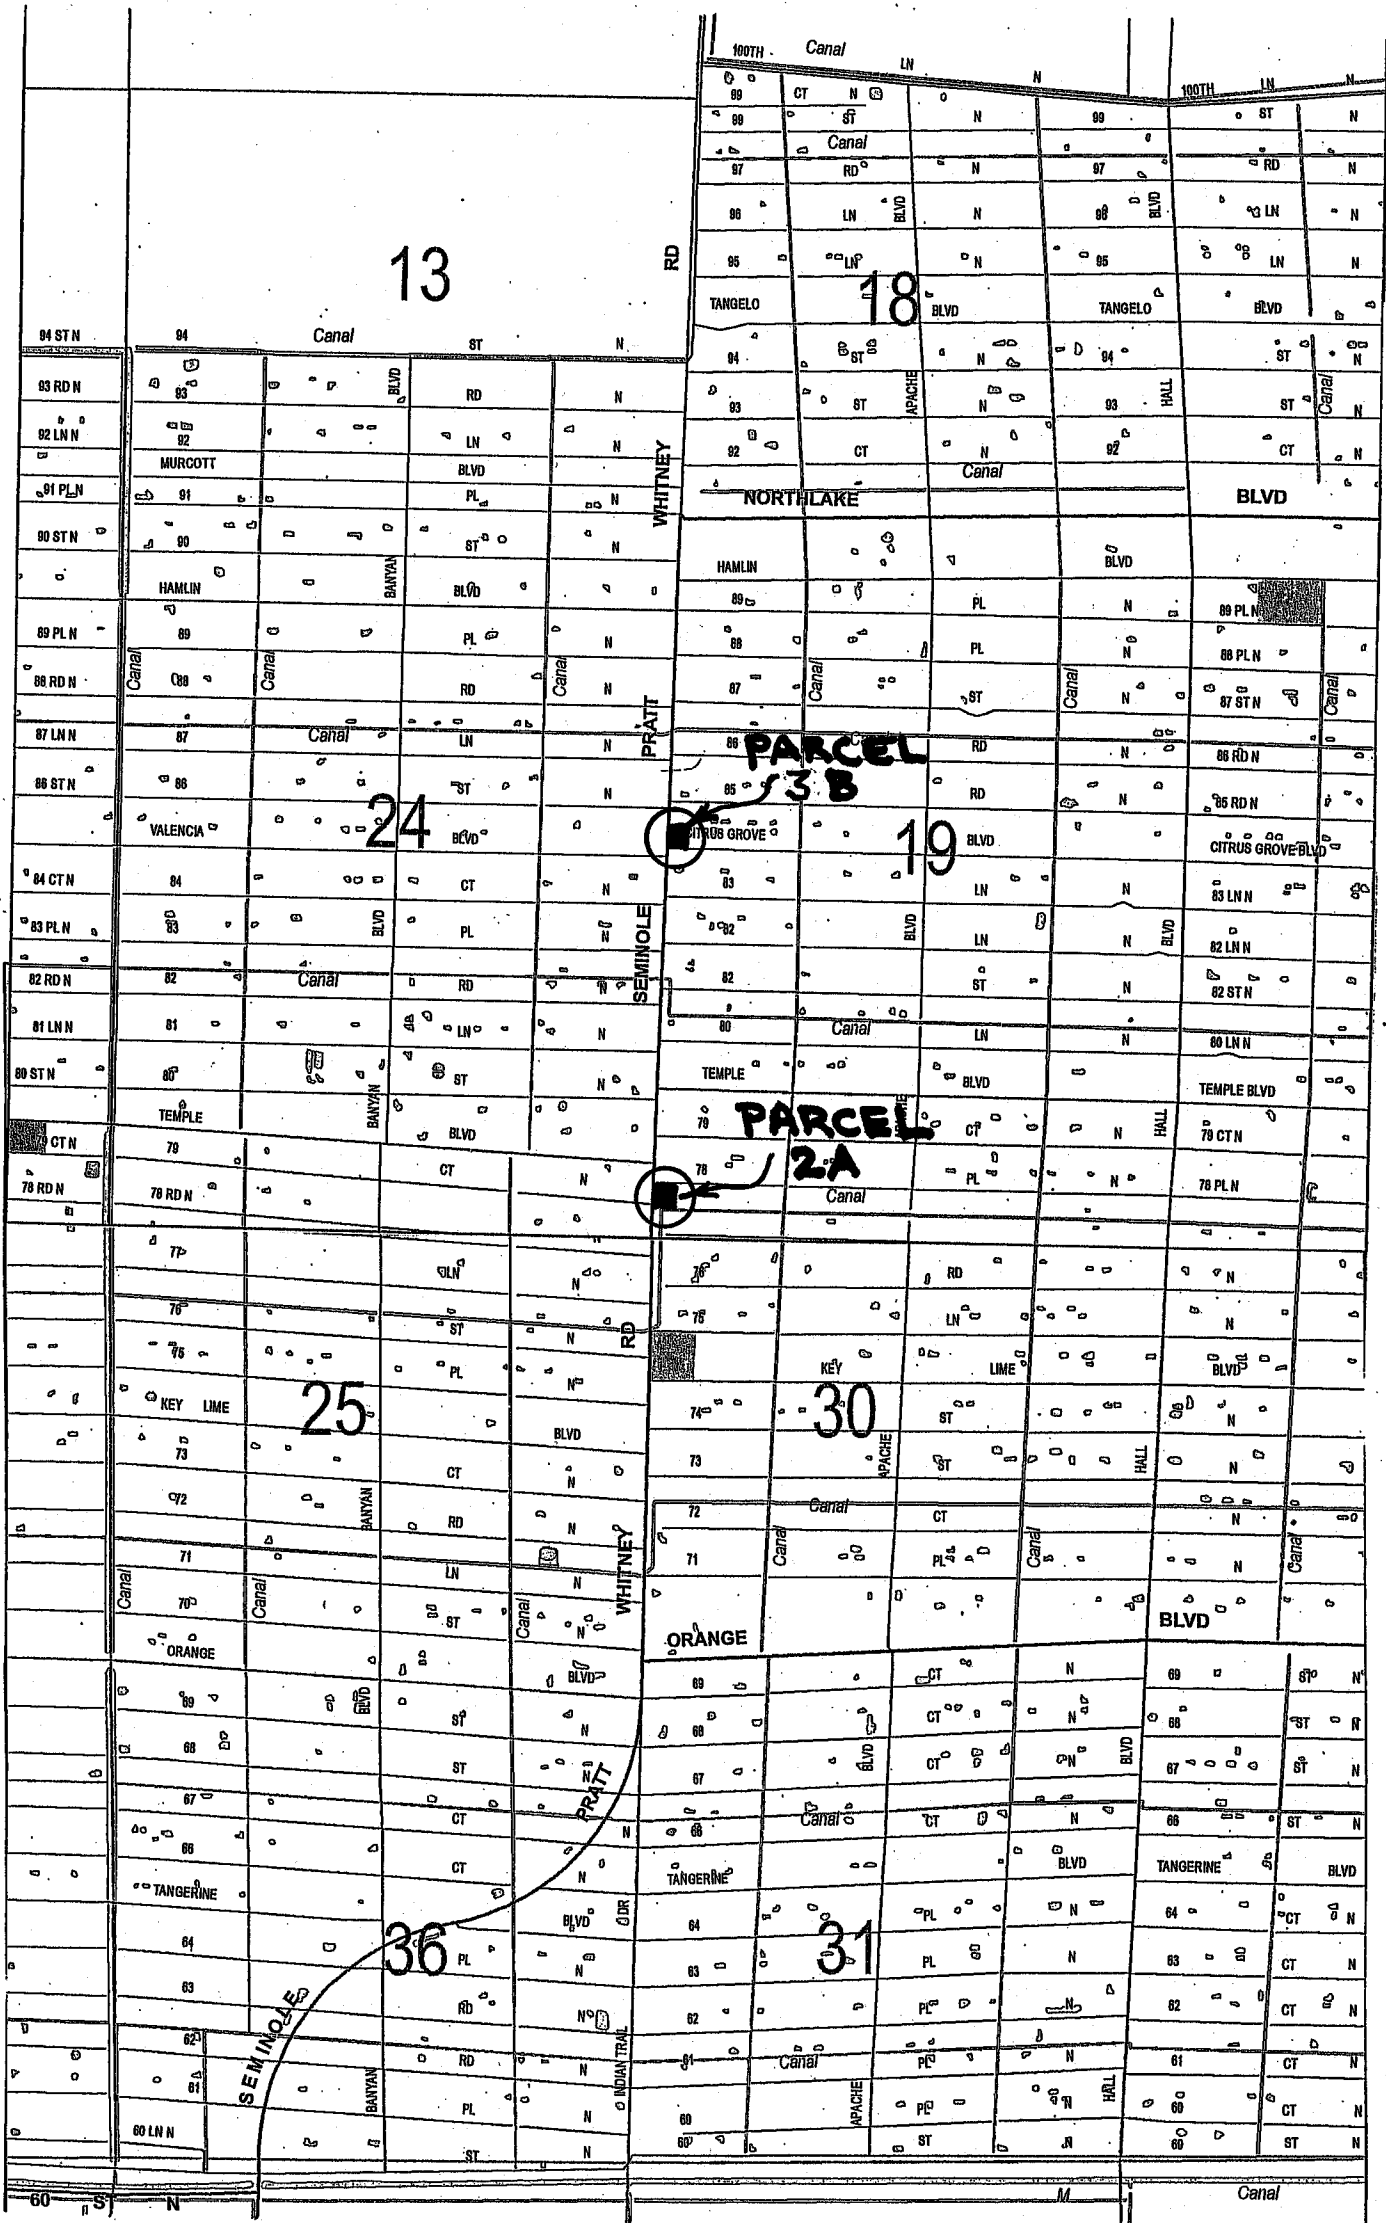 100TH Canal LN N
100TH LN N
89 CT N
99 ST N 99 ST N
Canal
97 RD N 97 RD N
96 LN BLVD N 96 BLVD LN N
95 LN N 95 LN N
13
RD
18
TANGELO BLVD TANGELO BLVD
94 ST N 94 Canal ST N
94 ST N 94 ST N
93 RD N 93 BLVD RD N
93 ST APACHE N 93 HALL ST Canal N
92 LN N 92 LN N
92 CT N 92 CT N
MURCOTT BLVD
WHITNEY
Canal
91 PL N 91 PL N
NORTHLAKE BLVD
90 ST N 90 ST N
HAMLIN BANYAN BLVD
HAMLIN BLVD
89 PL N 89 PL N
89 PL N 89 PL N
88 PL N 88 PL N
88 RD N Canal 88 Canal RD Canal N
87 Canal ST Canal N 87 ST N Canal
PRATT
87 LN N 87 Canal LN N
86 RD N 86 RD N
PARCEL
3 B
86 ST N 86 ST N
85 RD N 85 RD N
24
19
VALENCIA BLVD
CITRUS GROVE BLVD CITRUS GROVE BLVD
84 CT N 84 CT N
83 LN N 83 LN N
83 PL N 83 BLVD PL N
SEMINOLE
82 BLVD LN N BLVD 82 LN N
82 RD N 82 Canal RD N
82 ST N 82 ST N
81 LN N 81 LN N
80 Canal LN N 80 LN N
80 ST N 80 ST N
TEMPLE BLVD TEMPLE BLVD
TEMPLE BANYAN BLVD
PARCEL
2A
CT N 79 CT N
79 CT N HALL 79 CT N
78 RD N 78 RD N
78 PL N 78 PL N
Canal
77 LN N
76 RD N
76 ST N
75 LN N
RD
75 PL N
KEY LIME BLVD
25
30
KEY LIME BLVD
74 ST N
73 CT N
73 APACHE ST HALL N
72 BANYAN RD N
72 Canal CT N
WHITNEY
71 LN N
71 Canal PL Canal N Canal
Canal 70 Canal ST Canal N
ORANGE BLVD
ORANGE BLVD
69 BLVD ST N
69 CT N 69 ST N
68 ST N
68 CT N 68 ST N
PRATT
67 BLVD CT BLVD N 67 ST N
67 CT N
66 Canal CT N 66 ST N
66 CT N
TANGERINE BLVD
TANGERINE BLVD TANGERINE BLVD
DR
64 PL N 64 CT N
36
31
64 PL N
63 PL N 63 CT N
63 RD N
SEMINOLE
62 PL N 62 CT N
62 RD N
INDIAN TRAIL
61 Canal PL N 61 CT N
61 BANYAN PL N
60 APACHE PL N HALL 60 CT N
60 LN N ST N
60 ST N 60 ST N
60 ST N
Canal